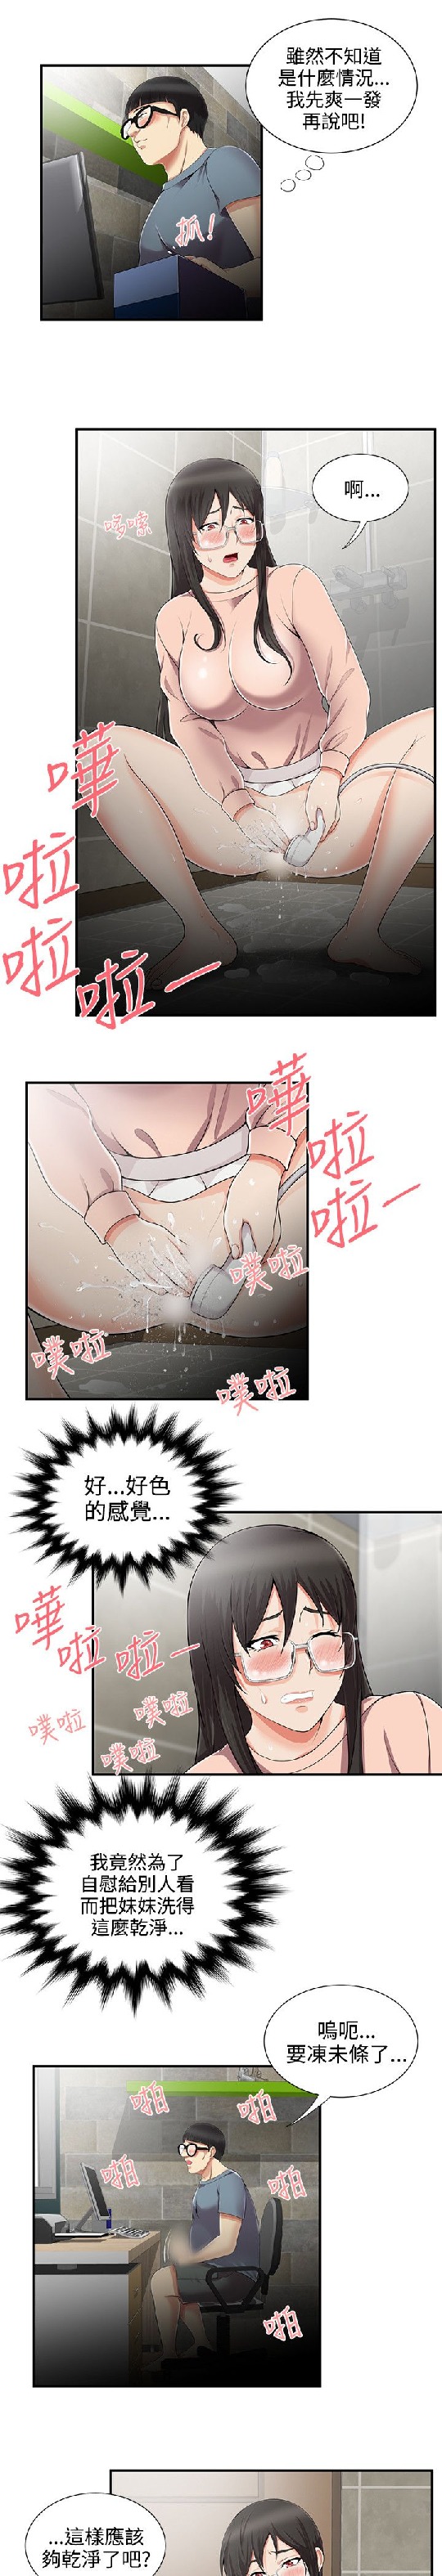 雖然不知道
是什麼情況...
我先爽一發
再說吧!
抓!
啊...
哆嗦
嘩
啦
啦
啦一
嘩
啦
啦一
噗啦
噗啦
噗啦
好...好色
的感覺...
嘩
啦
啦一
噗啦
噗啦
噗啦
我竟然為了
自慰給別人看
而把妹妹洗得
這麼乾淨...
嗚呃...
要凍未條了...
啪
啪
啪
啪
啪
...這樣應該
夠乾淨了吧?